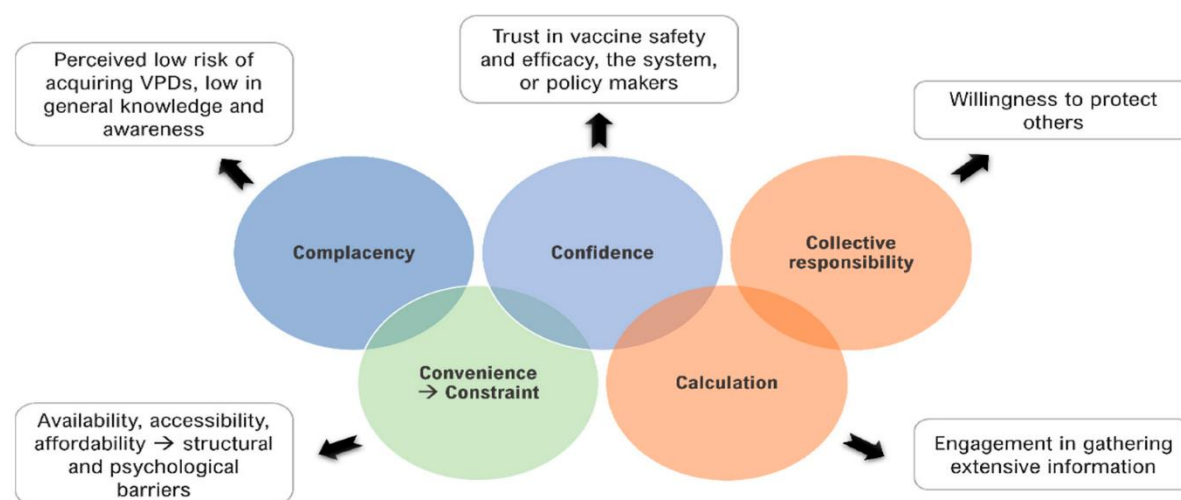 Trust in vaccine safety
and efficacy, the system,
or policy makers
Perceived low risk of
acquiring VPDs, low in
general knowledge and
awareness
Willingness to protect
others
Complacency
Confidence
Collective
responsibility
Convenience
→ Constraint
Calculation
Availability, accessibility,
affordability → structural
and psychological
barriers
Engagement in gathering
extensive information